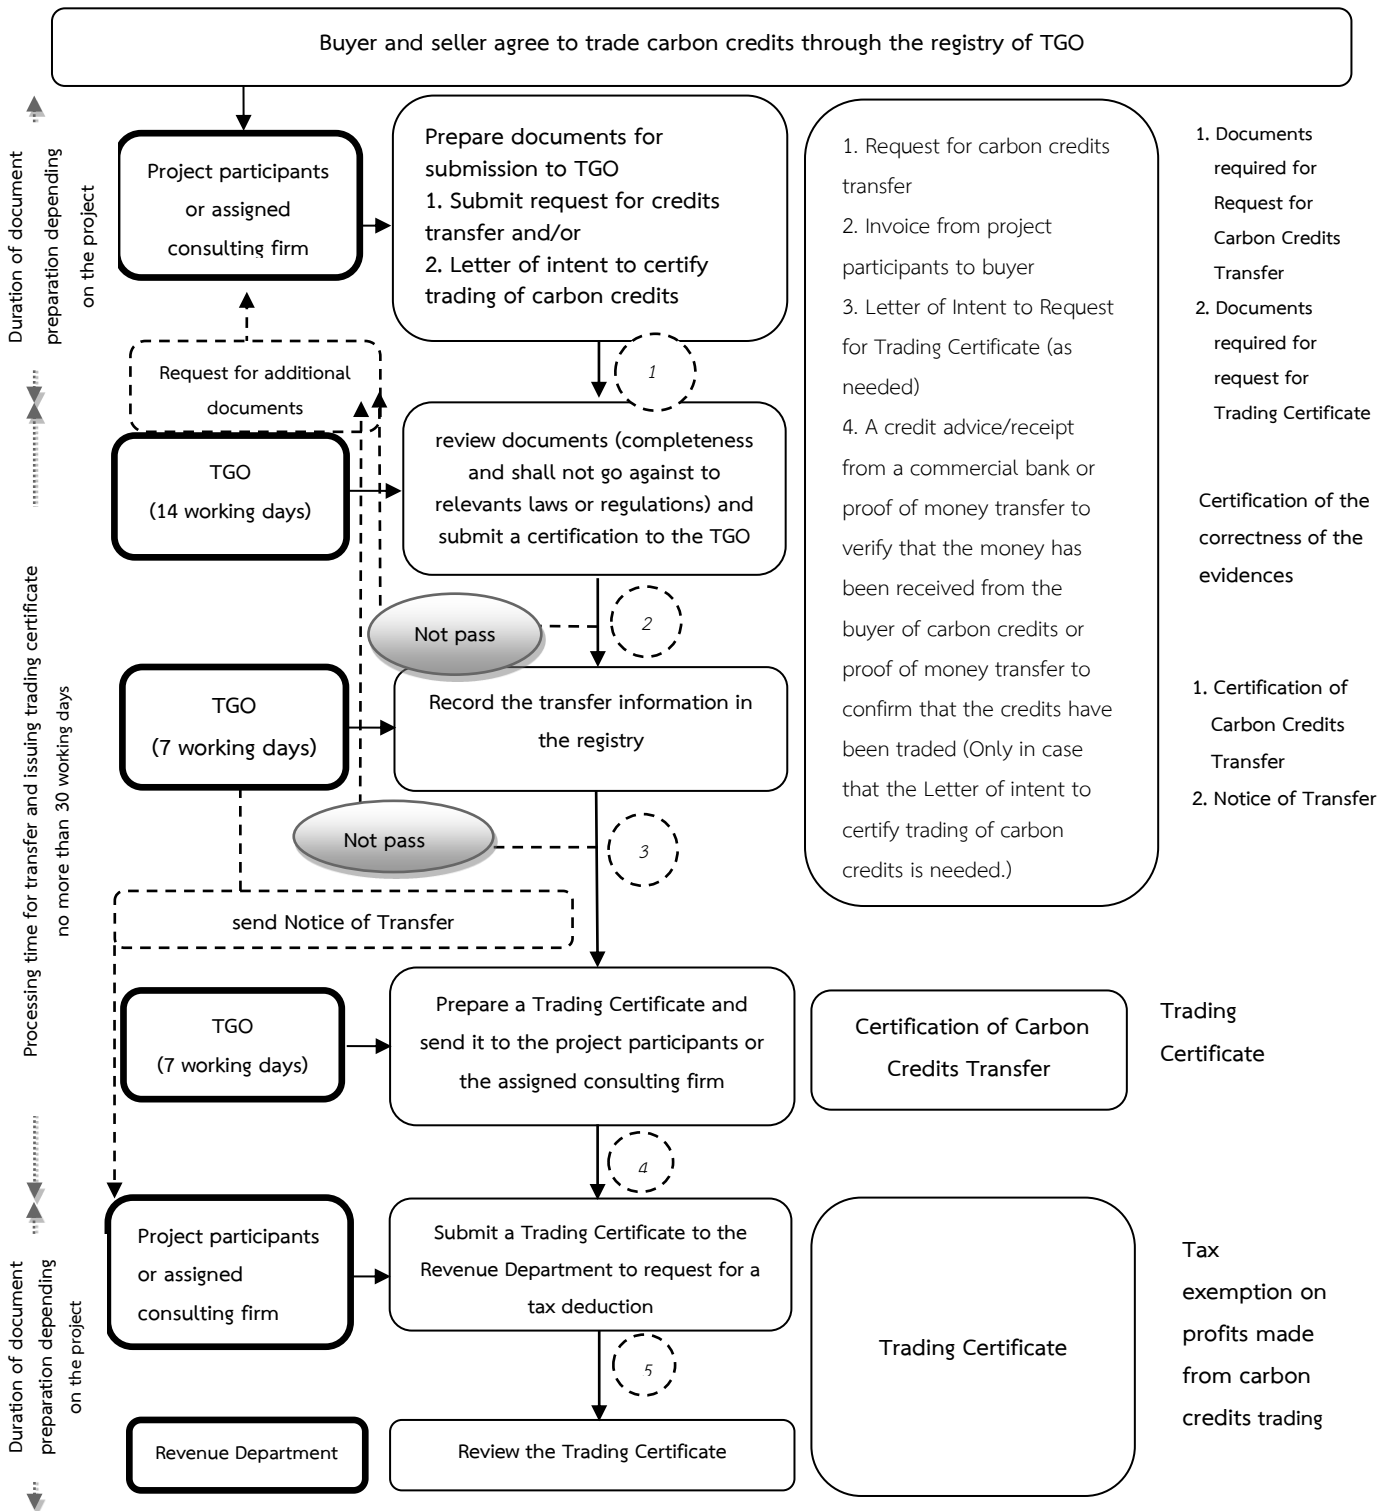 Buyer and seller agree to trade carbon credits through the registry of TGO
Duration of document
preparation depending
on the project
Project participants
or assigned
consulting firm
Prepare documents for
submission to TGO
1. Submit request for credits
transfer and/or
2. Letter of intent to certify
trading of carbon credits
1. Request for carbon credits
transfer
2. Invoice from project
participants to buyer
3. Letter of Intent to Request
for Trading Certificate (as
needed)
4. A credit advice/receipt
from a commercial bank or
proof of money transfer to
verify that the money has
been received from the
buyer of carbon credits or
proof of money transfer to
confirm that the credits have
been traded (Only in case
that the Letter of intent to
certify trading of carbon
credits is needed.)
1. Documents
required for
Request for
Carbon Credits
Transfer
2. Documents
required for
request for
Trading Certificate
1
Request for additional
documents
Processing time for transfer and issuing trading certificate
no more than 30 working days
TGO
(14 working days)
review documents (completeness
and shall not go against to
relevants laws or regulations) and
submit a certification to the TGO
Certification of the
correctness of the
evidences
2
Not pass
TGO
(7 working days)
Record the transfer information in
the registry
1. Certification of
Carbon Credits
Transfer
2. Notice of Transfer
Not pass
3
send Notice of Transfer
TGO
(7 working days)
Prepare a Trading Certificate and
send it to the project participants or
the assigned consulting firm
Certification of Carbon
Credits Transfer
Trading
Certificate
4
Duration of document
preparation depending
on the project
Project participants
or assigned
consulting firm
Submit a Trading Certificate to the
Revenue Department to request for a
tax deduction
Trading Certificate
Tax
exemption on
profits made
from carbon
credits trading
5
Revenue Department
Review the Trading Certificate